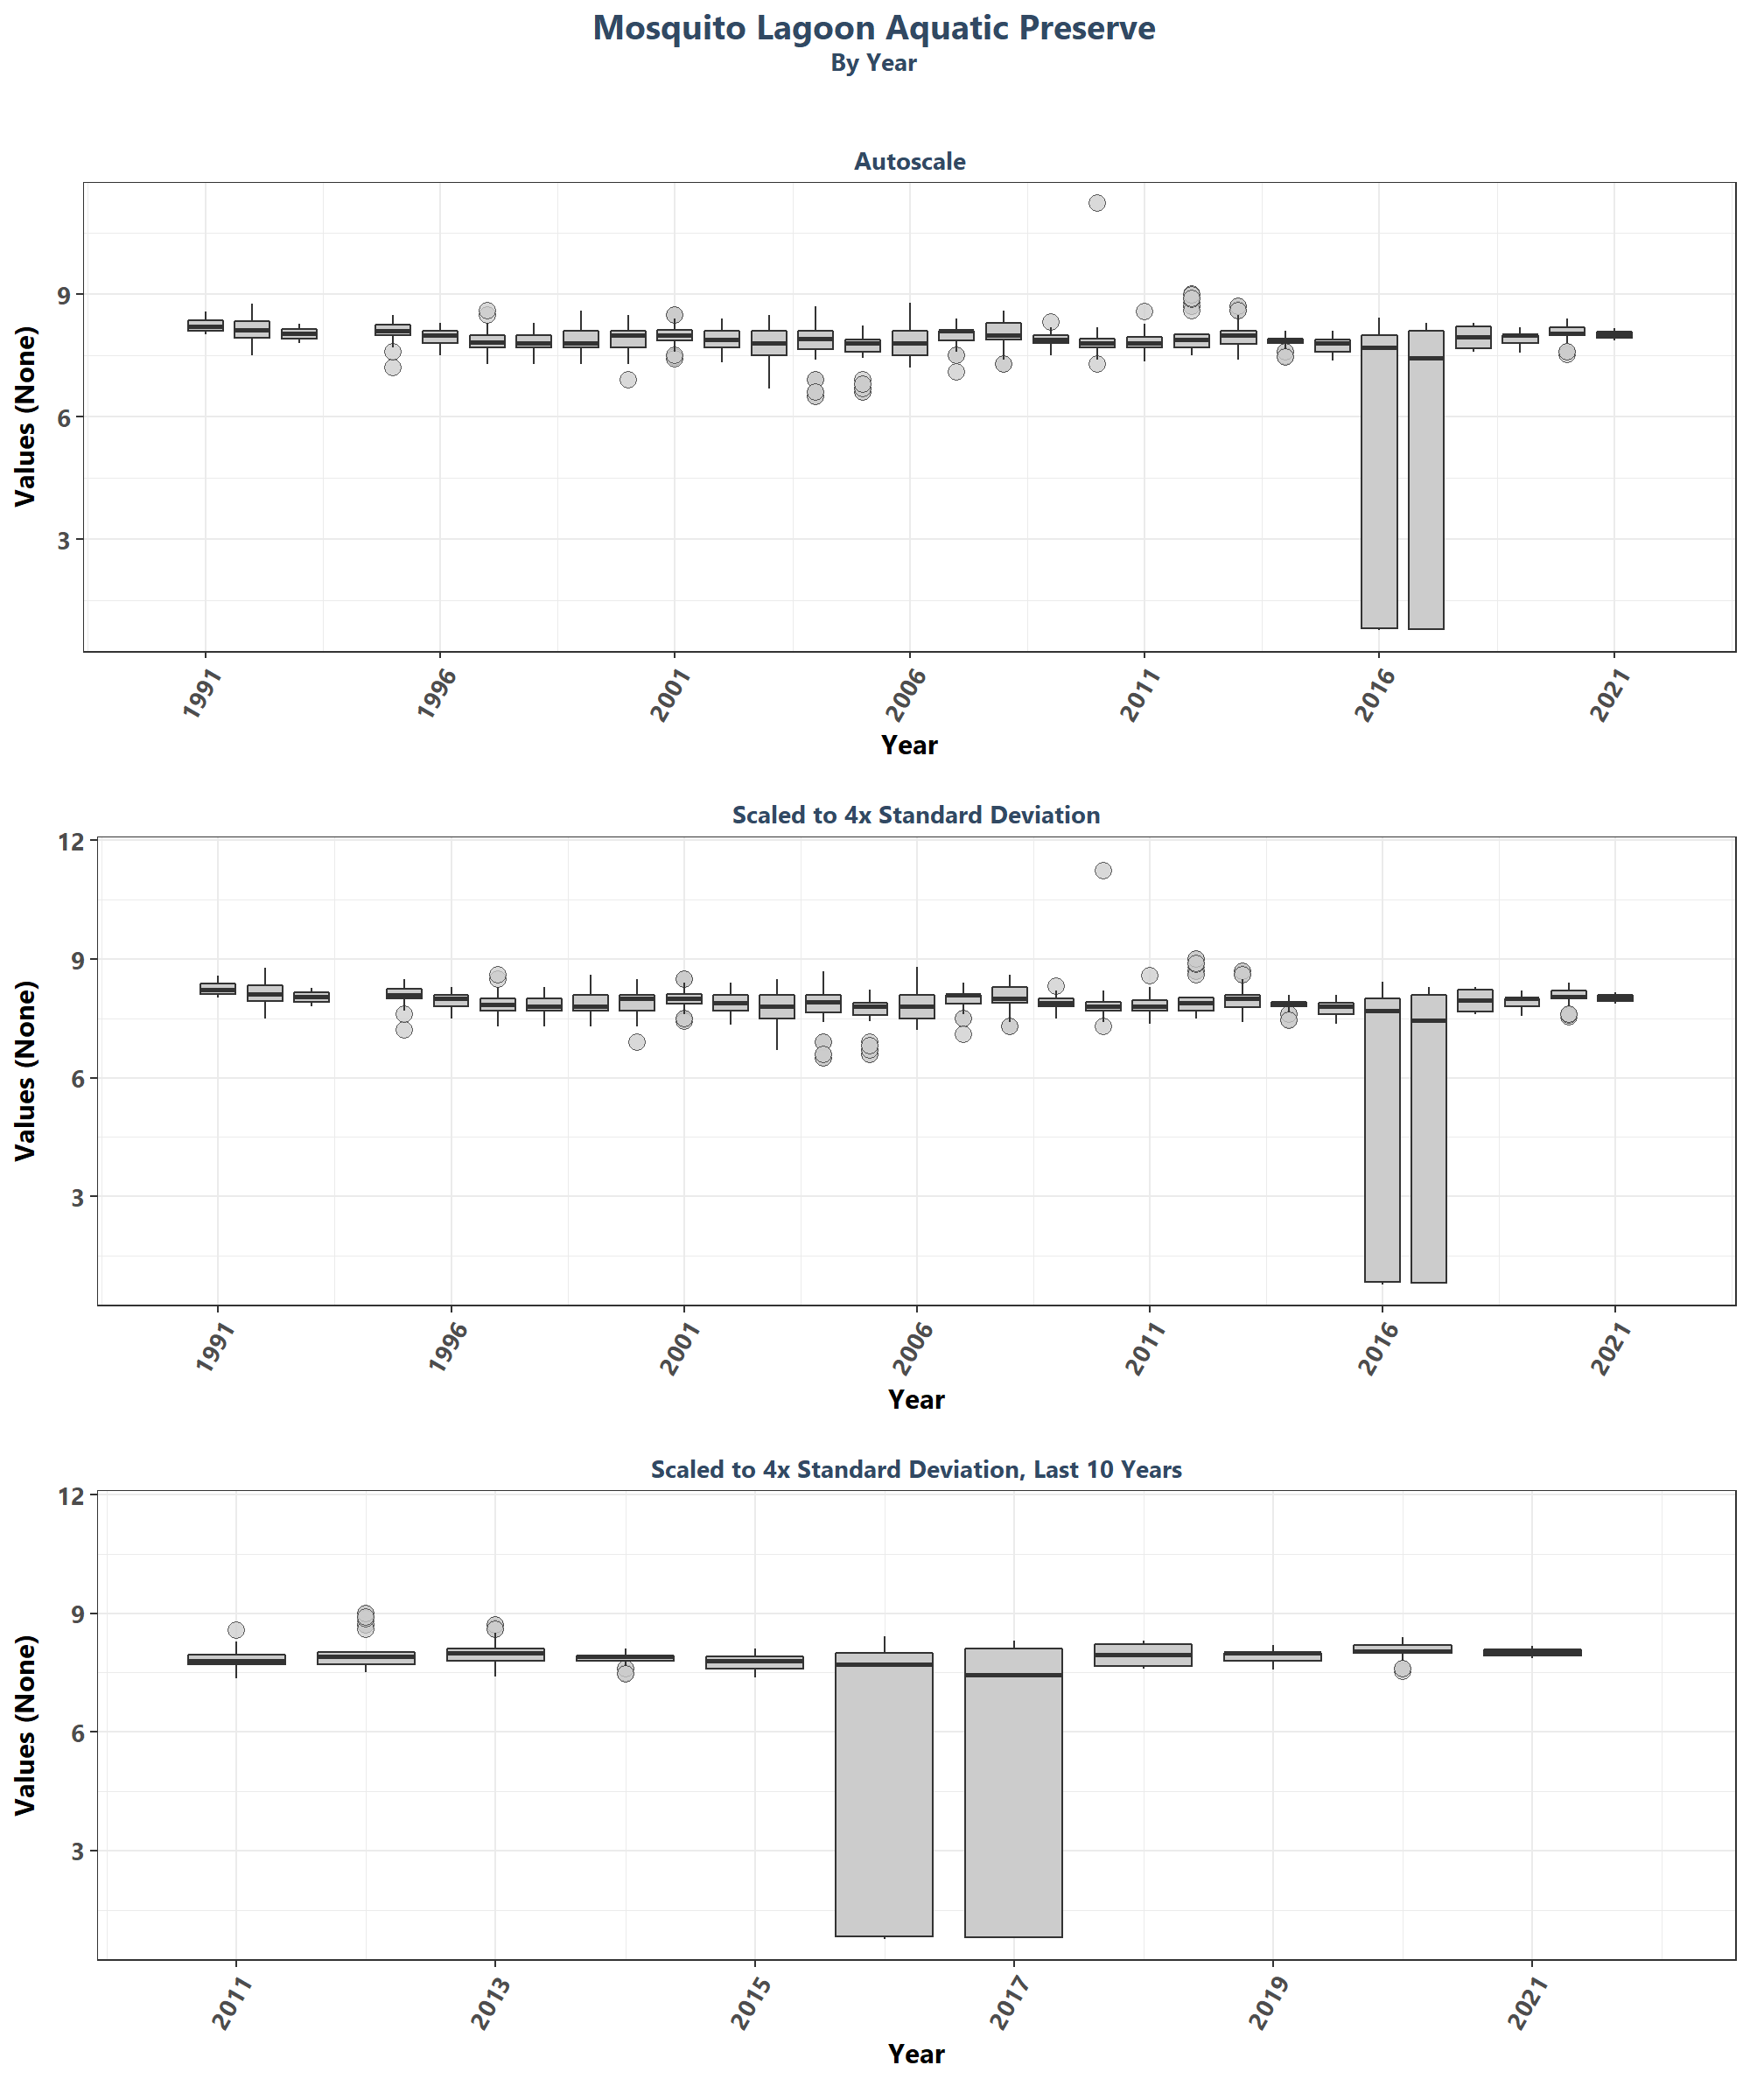 Mosquito Lagoon Aquatic Preserve
By Year
Autoscale
Values (None)
9
6
3
1991 1996 2001 2006 2011 2016 2021
Year
Scaled to 4x Standard Deviation
Values (None)
12
9
6
3
1991 1996 2001 2006 2011 2016 2021
Year
Scaled to 4x Standard Deviation, Last 10 Years
Values (None)
12
9
6
3
2011 2013 2015 2017 2019 2021
Year